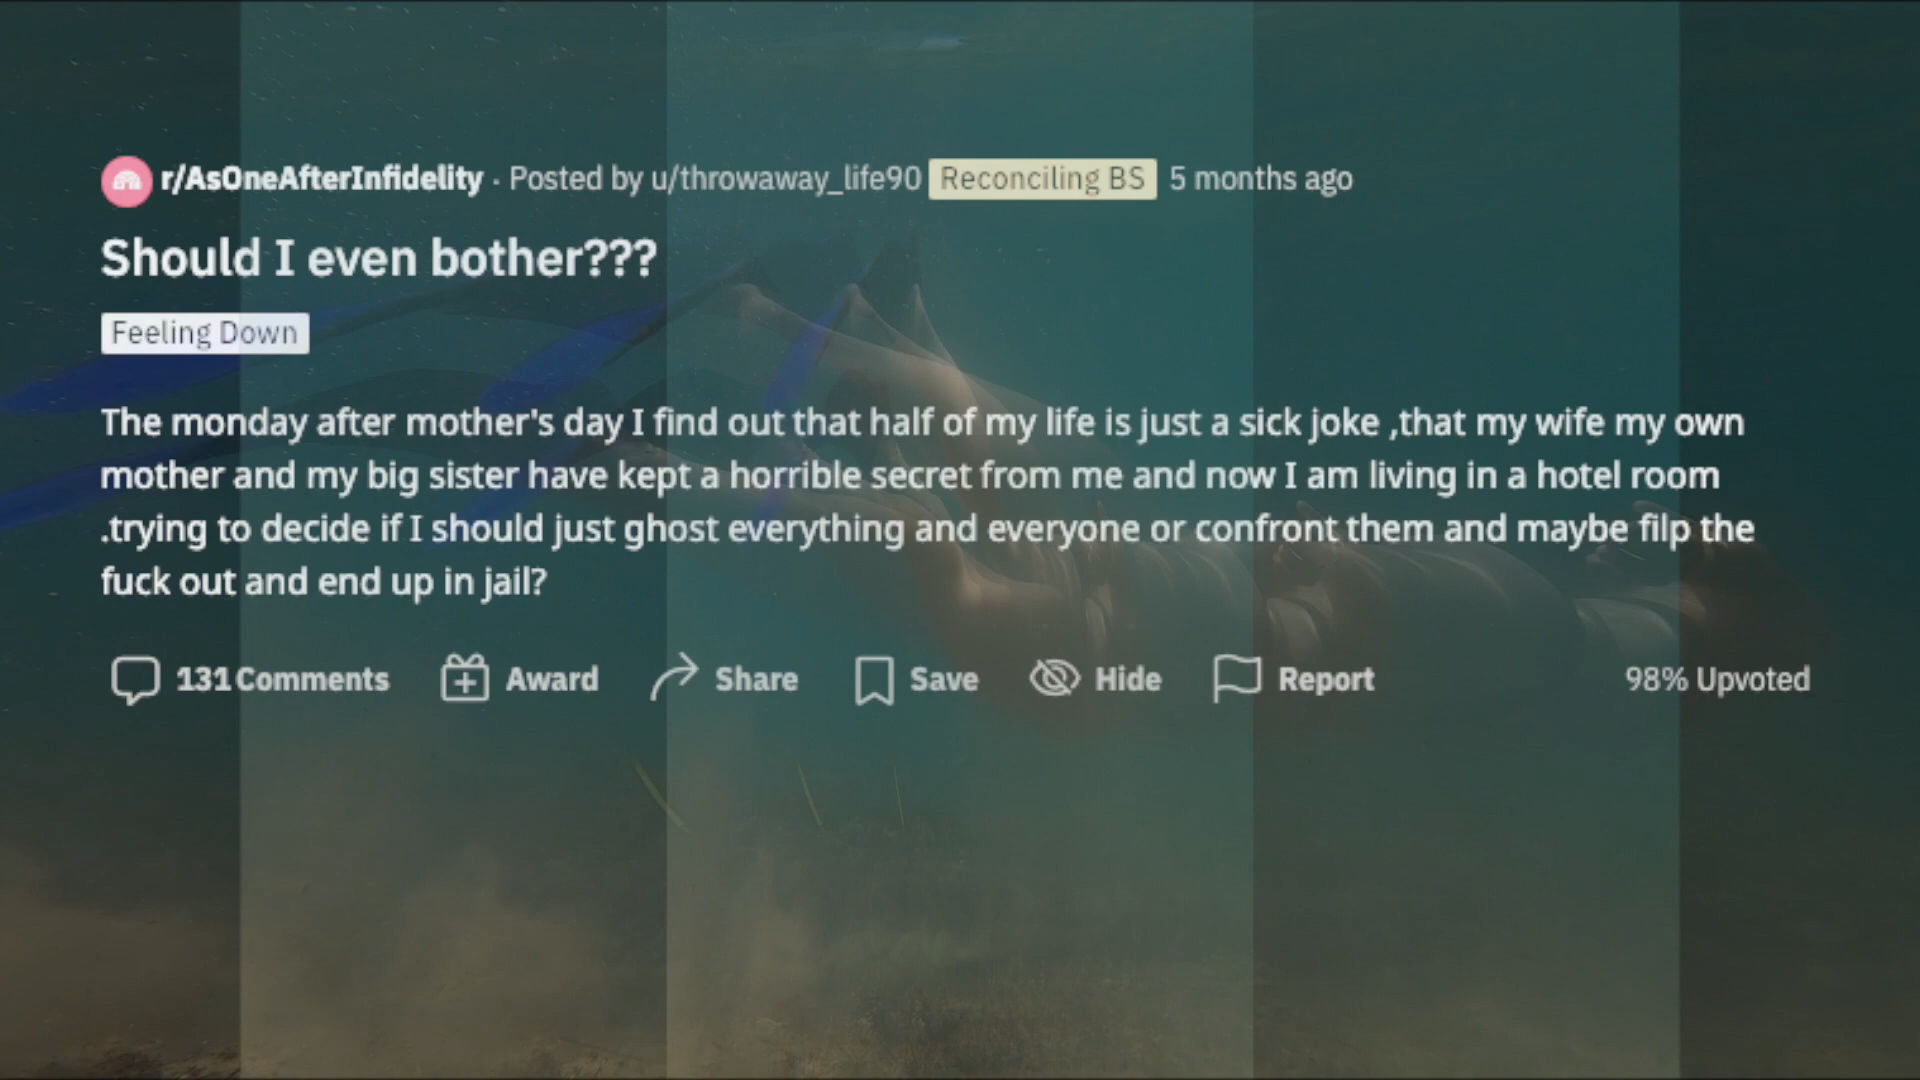 r/AsOneAfterInfidelity · Posted by u/throwaway_life90 Reconciling BS 5 months ago
Should I even bother???
Feeling Down
The monday after mother's day I find out that half of my life is just a sick joke ,that my wife my own
mother and my big sister have kept a horrible secret from me and now I am living in a hotel room
.trying to decide if I should just ghost everything and everyone or confront them and maybe filp the
fuck out and end up in jail?
131 Comments Award Share Save Hide Report 98% Upvoted